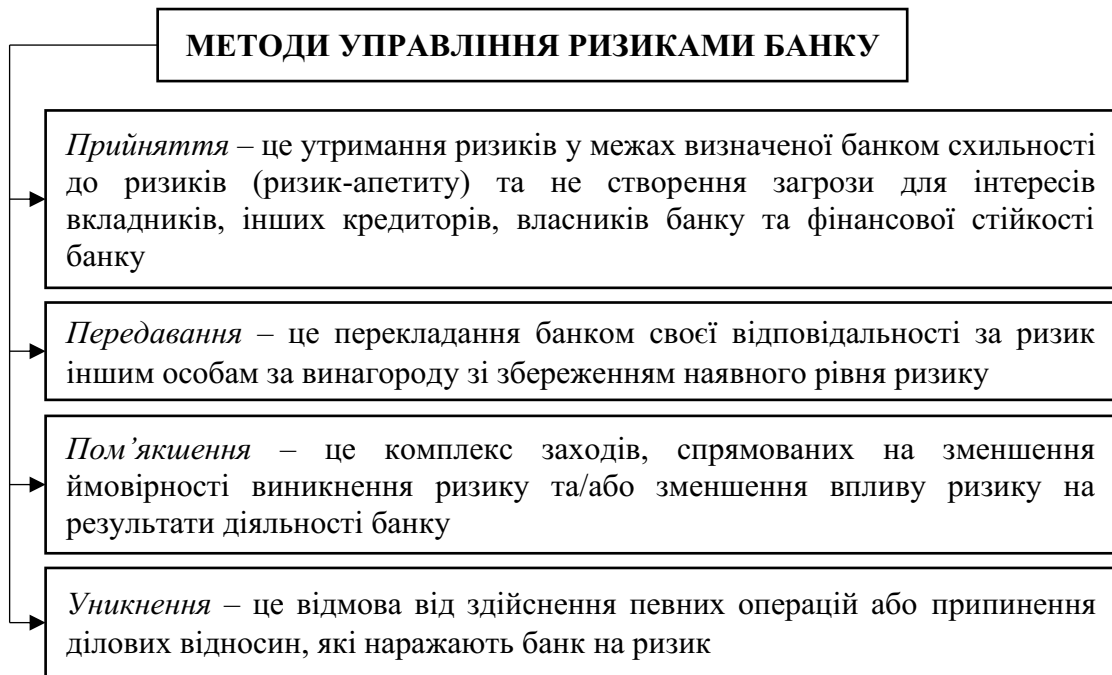 МЕТОДИ УПРАВЛІННЯ РИЗИКАМИ БАНКУ
Прийняття – це утримання ризиків у межах визначеної банком схильності
до ризиків (ризик-апетиту) та не створення загрози для інтересів
вкладників, інших кредиторів, власників банку та фінансової стійкості
банку
Передавання – це перекладання банком своєї відповідальності за ризик
іншим особам за винагороду зі збереженням наявного рівня ризику
Пом’якшення – це комплекс заходів, спрямованих на зменшення
ймовірності виникнення ризику та/або зменшення впливу ризику на
результати діяльності банку
Уникнення – це відмова від здійснення певних операцій або припинення
ділових відносин, які наражають банк на ризик